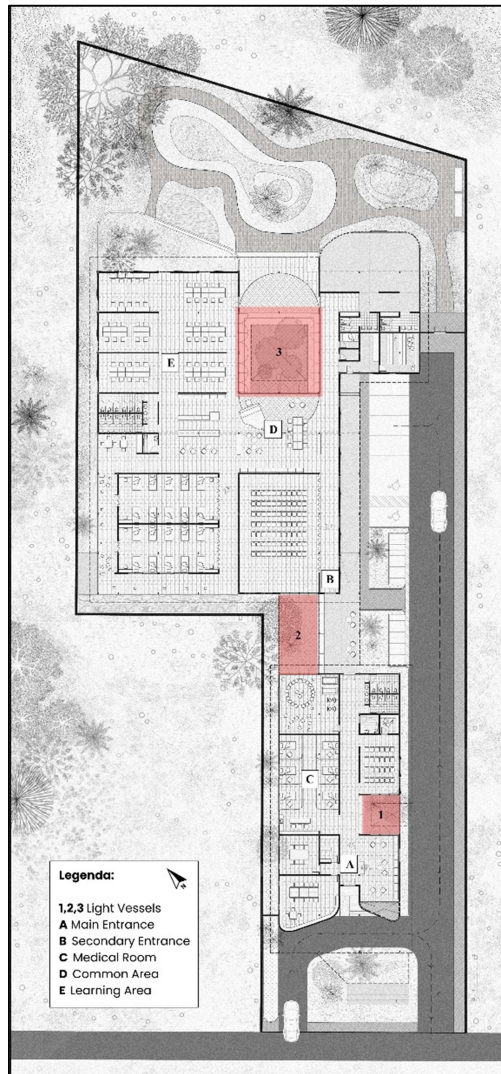 3
E
D
B
2
C
1
A
Legenda:
1,2,3 Light Vessels
A Main Entrance
B Secondary Entrance
C Medical Room
D Common Area
E Learning Area